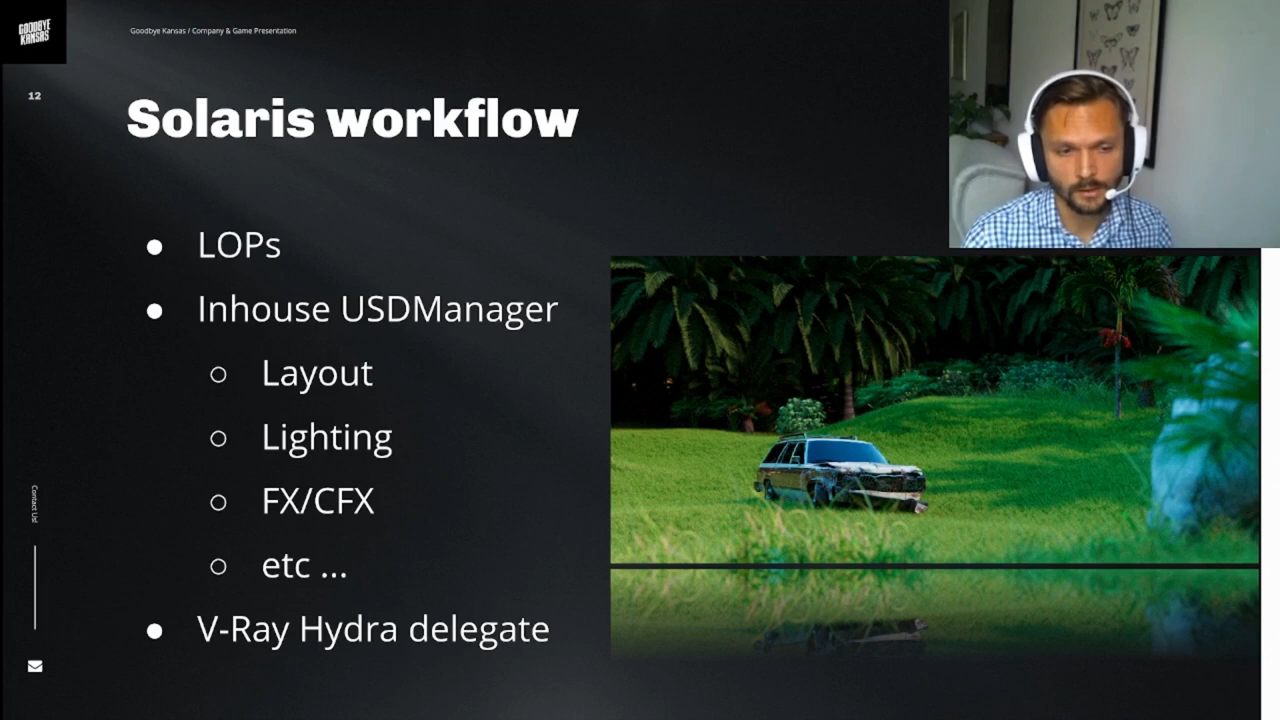 GOODBYE
KANSAS
Goodbye Kansas / Company & Game Presentation
12
Solaris workflow
● LOPs
● Inhouse USDManager
○ Layout
○ Lighting
○ FX/CFX
○ etc ...
● V-Ray Hydra delegate
Contact Us!